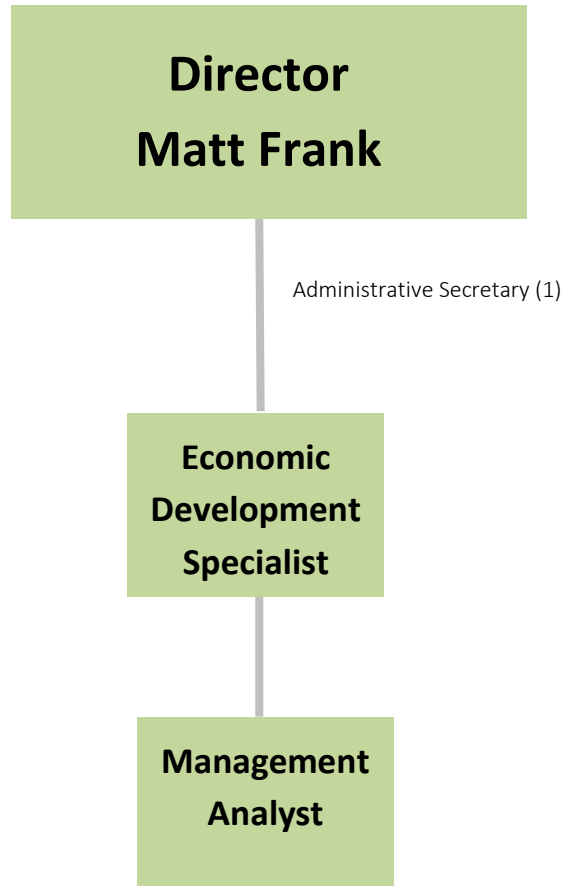 Director
Matt Frank
Administrative Secretary (1)
Economic
Development
Specialist
Management
Analyst